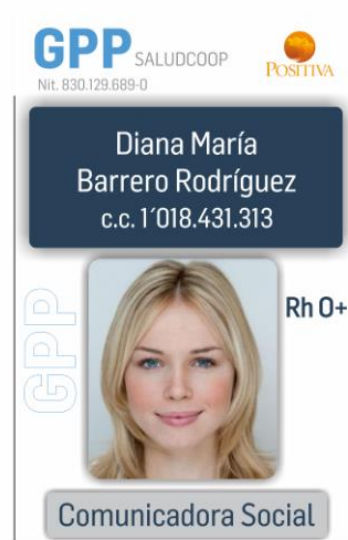 GPP SALUDCOOP
POSITIVA
Nit. 830.129.689-0
Diana María
Barrero Rodríguez
c.c. 1´018.431.313
Rh O+
GPP
Comunicadora Social